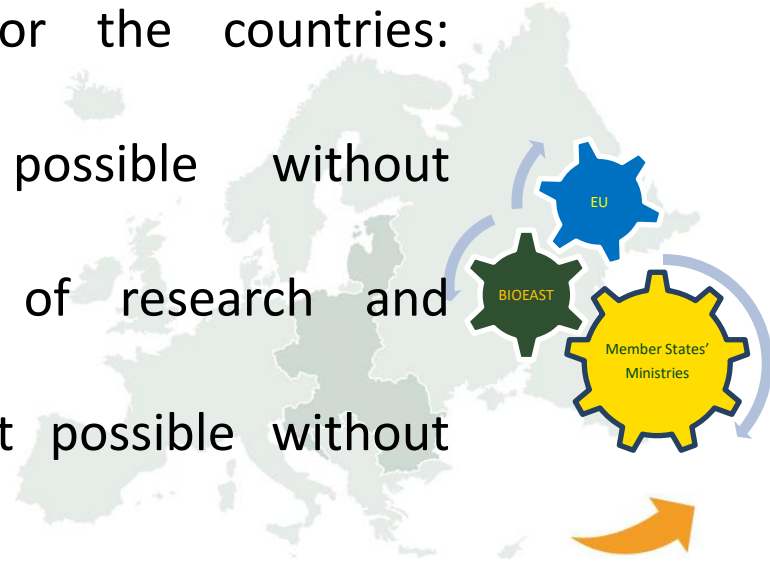 or the countries:
possible without
of research and
t possible without
EU
BIOEAST
Member States’
Ministries